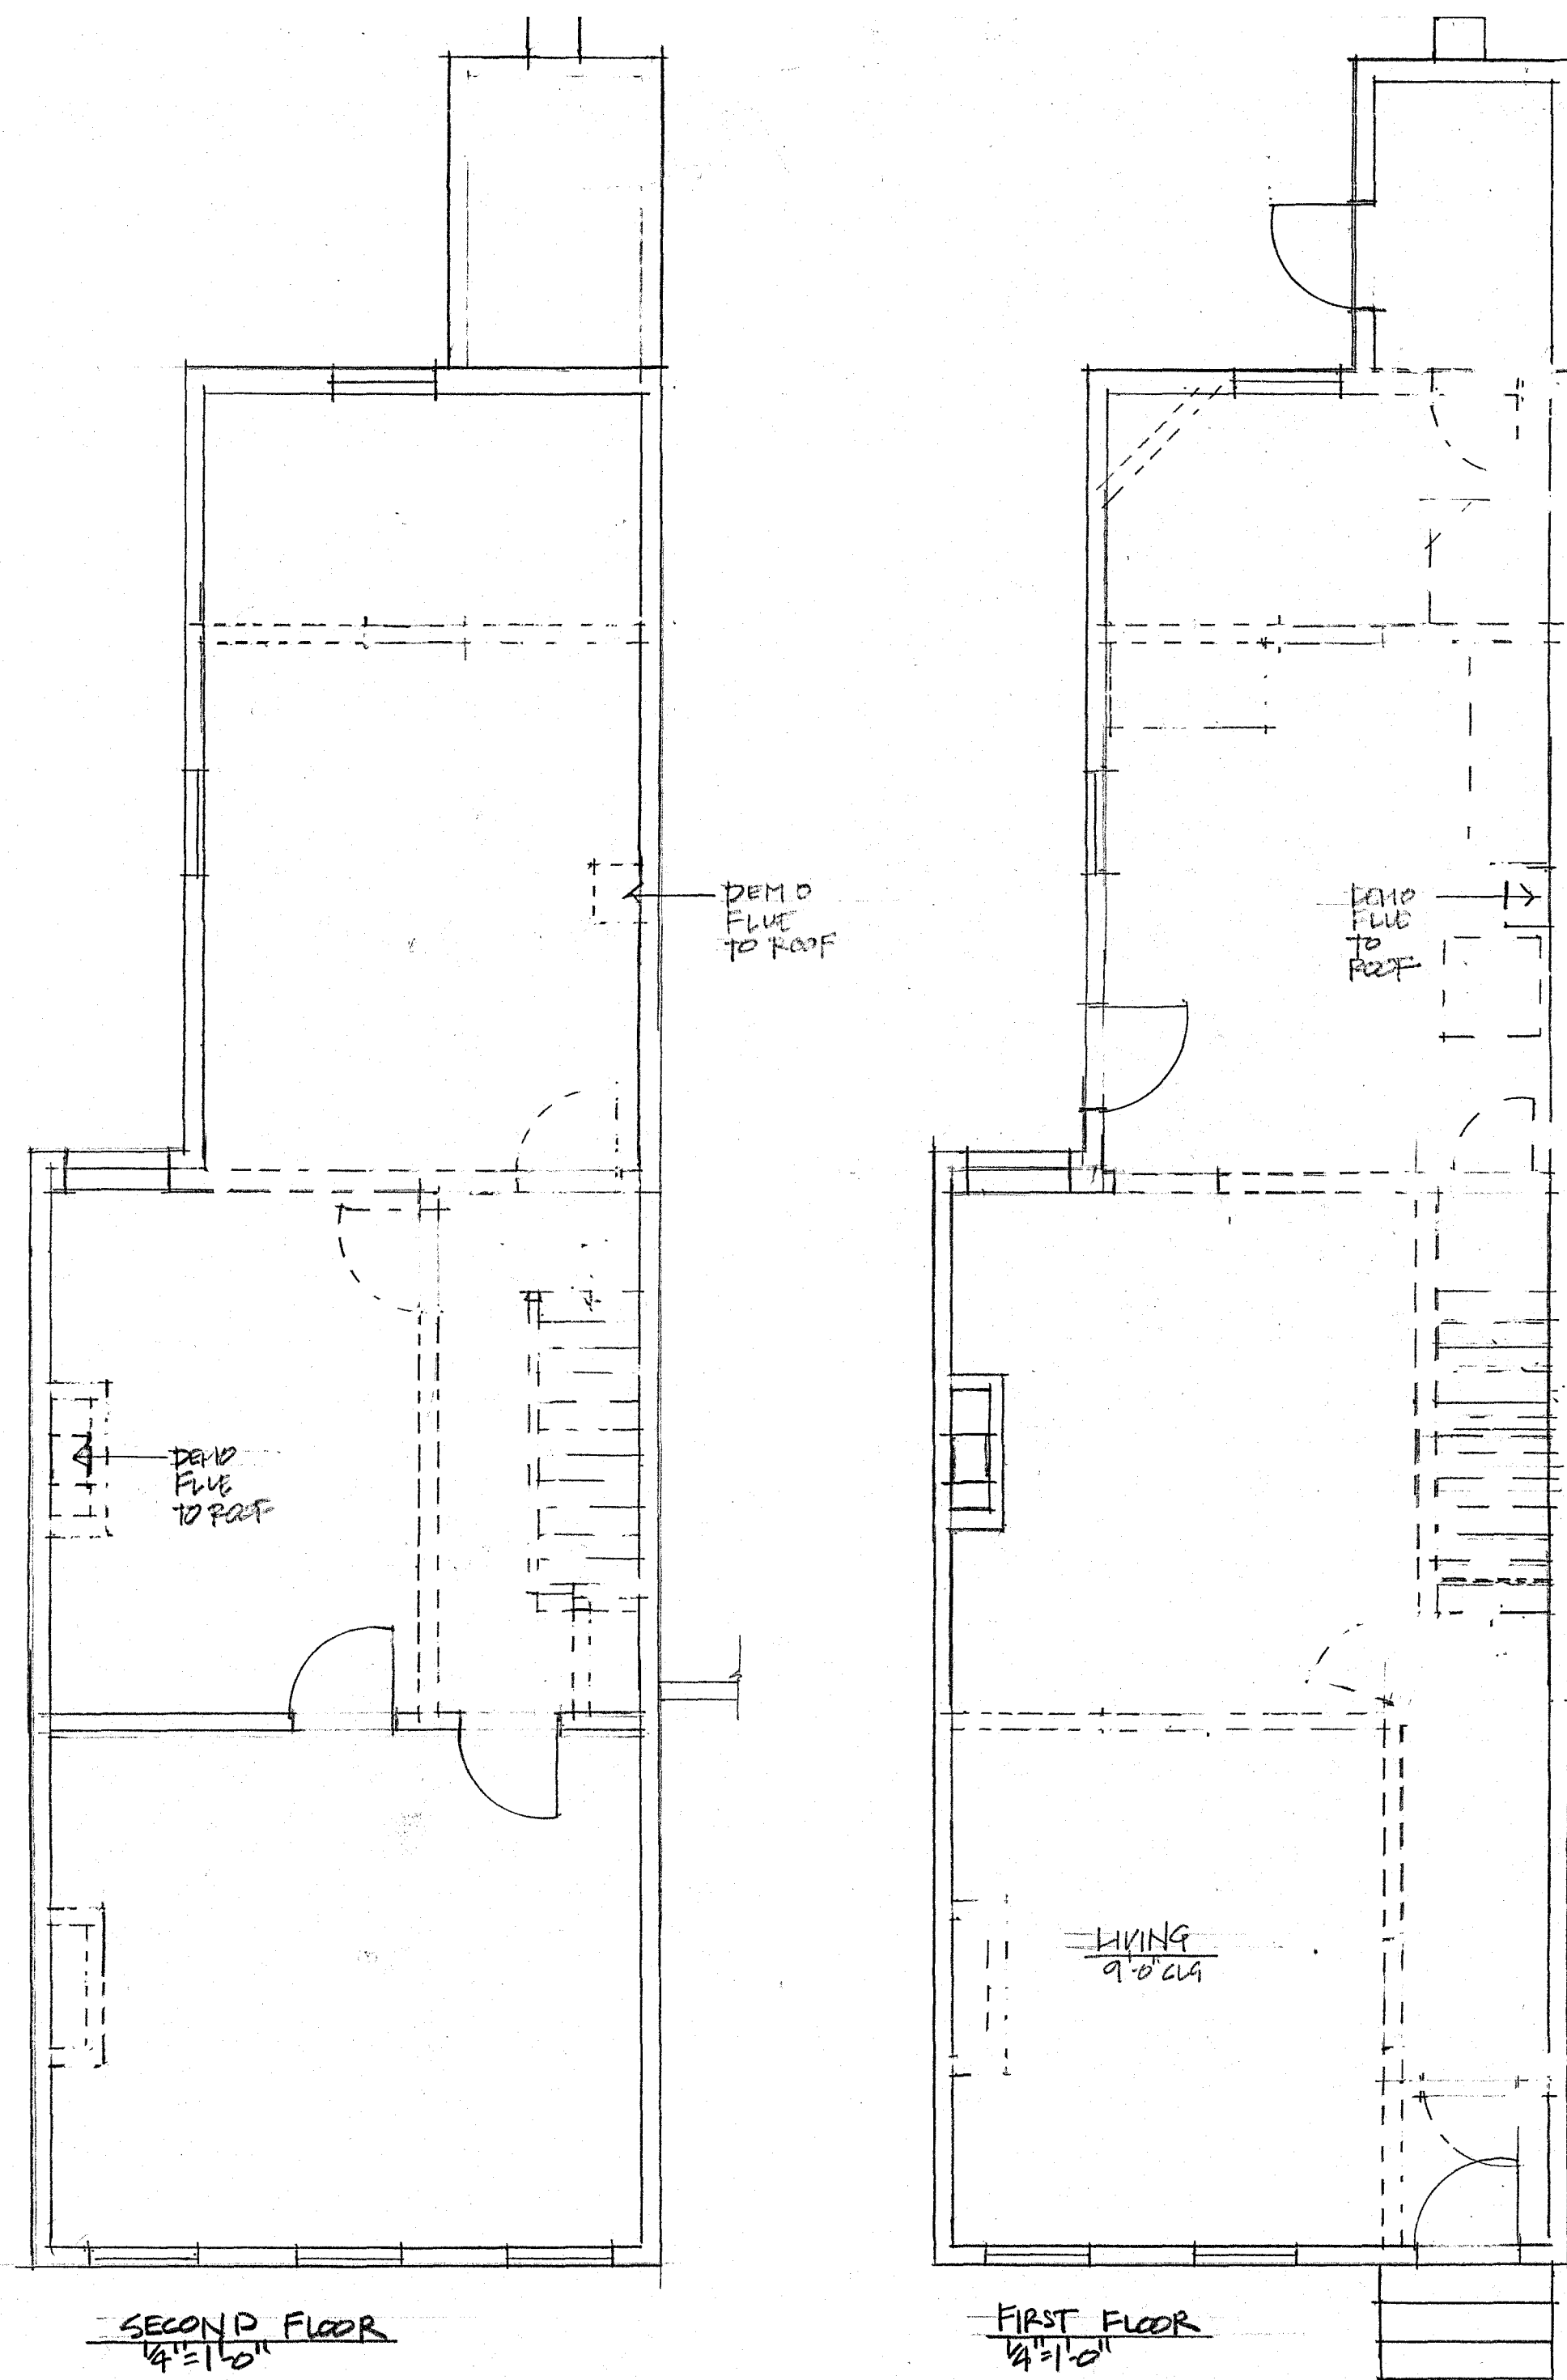 DEMO
FLUE
TO ROOF
DEMO
FLUE
TO
ROOF
DEMO
FLUE
TO ROOF
LIVING
9'-0" CLG
SECOND FLOOR
1/4"=1'-0"
FIRST FLOOR
1/4"=1'-0"